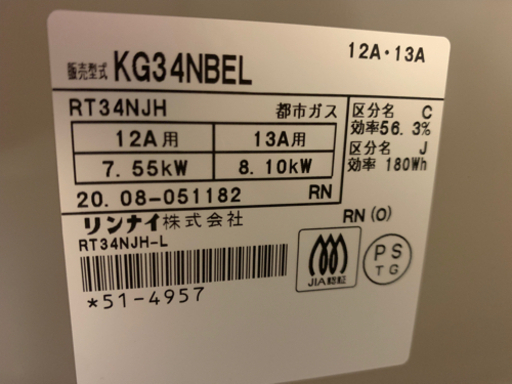 12A・13A
販売型式 KG34NBEL
RT34NJH 都市ガス
12A用 13A用
7.55kW 8.10kW
20.08-051182 RN
区分名 C
効率56.3%
区分名 J
効率 180Wh
リンナイ株式会社
RN(O)
RT34NJH-L
*51-4957
JIA認証
PS
TG